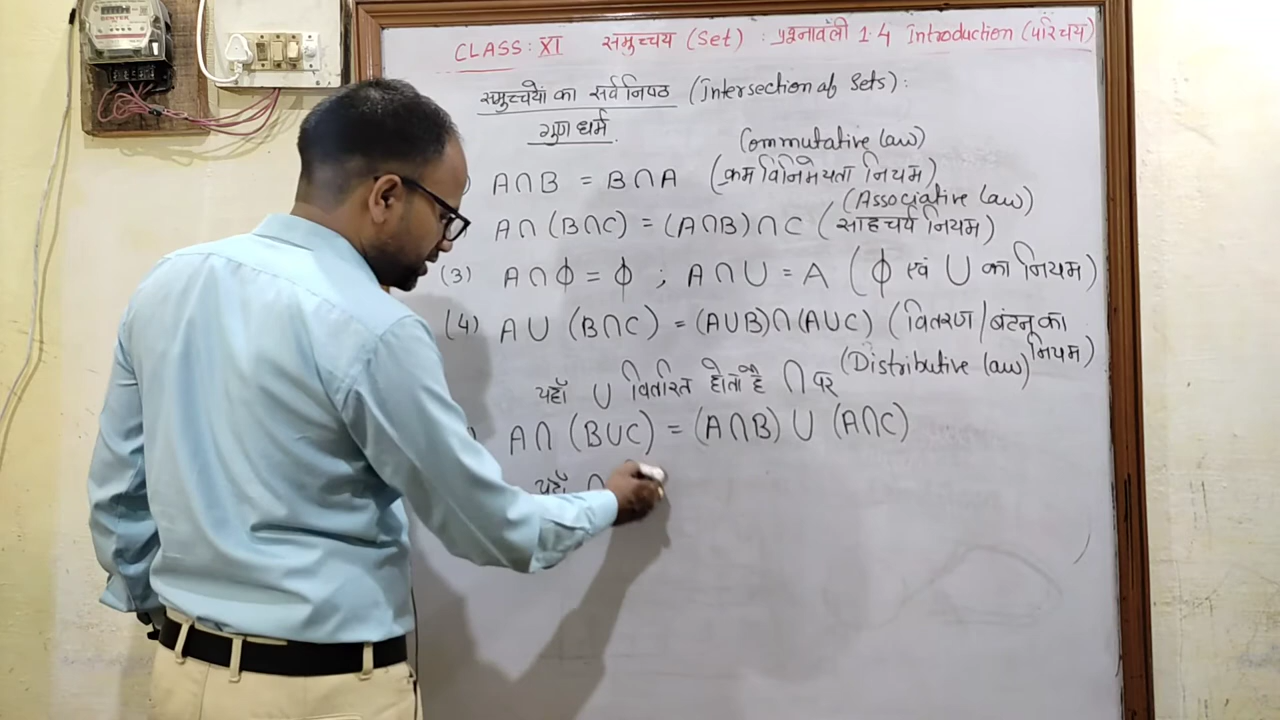 CLASS: XI समुच्चय (Set) : प्रश्नावली 1.4 Introduction (परिचय)
समुच्चयों का सर्वनिष्ठ (Intersection of Sets):
गुण धर्म.
(Commutative law)
A∩B = B∩A (क्रम विनिमेयता नियम)
(Associative law)
A∩(B∩C) = (A∩B)∩C (साहचर्य नियम)
(3) A∩ϕ = ϕ ; A∩U = A (ϕ एवं U का नियम)
(4) A∪(B∩C) = (A∪B)∩(A∪C) (वितरण/बंटन का नियम)
(Distributive law)
यहाँ ∪ वितरित होता है ∩ पर
A∩(B∪C) = (A∩B)∪(A∩C)
यहाँ ∩